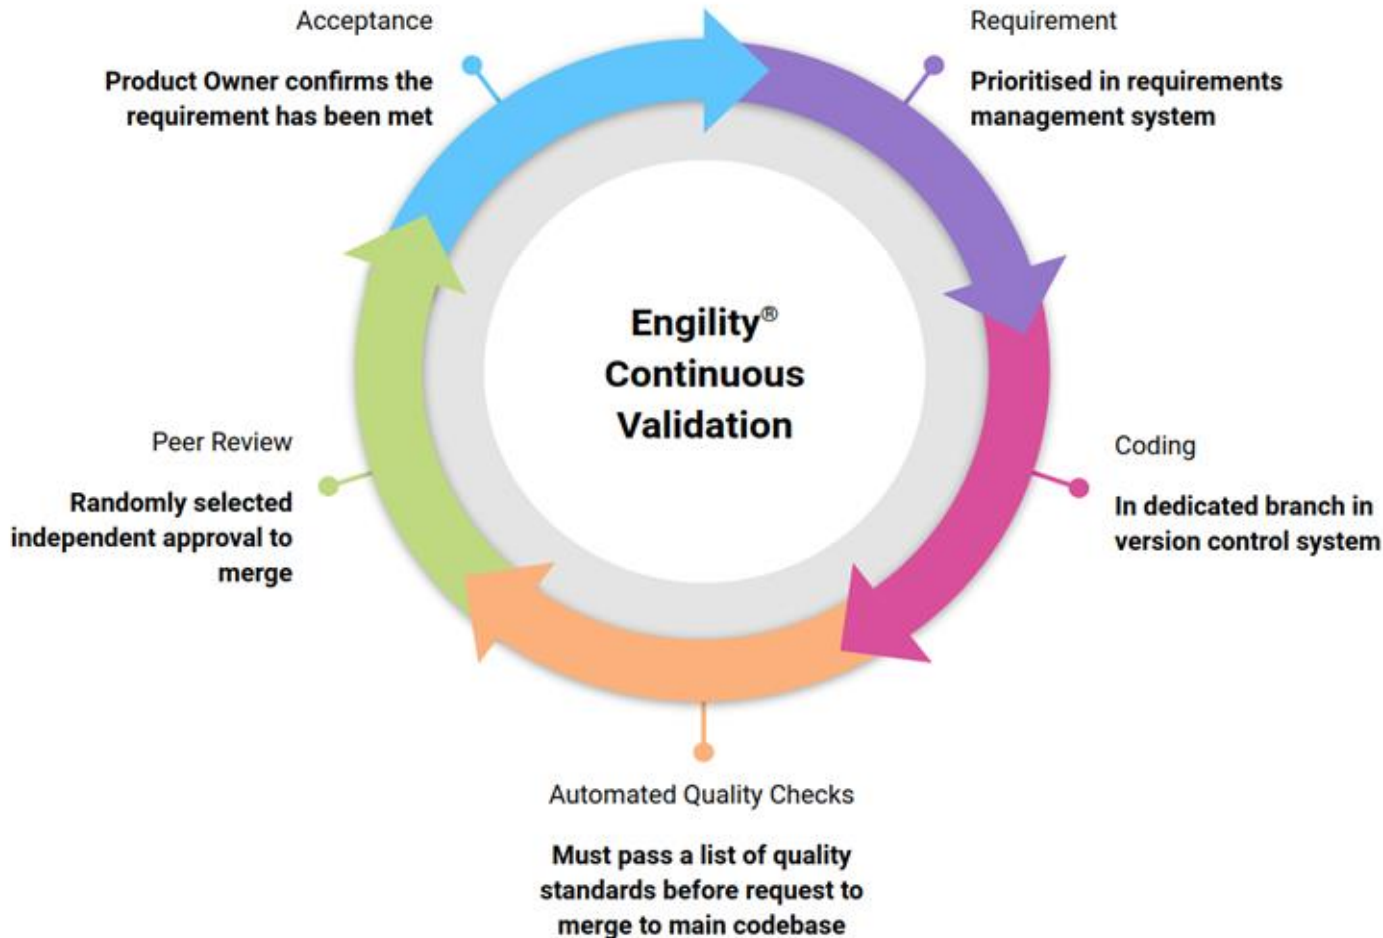 Acceptance
Product Owner confirms the
requirement has been met
Requirement
Prioritised in requirements
management system
Engility®
Continuous
Validation
Peer Review
Randomly selected
independent approval to
merge
Coding
In dedicated branch in
version control system
Automated Quality Checks
Must pass a list of quality
standards before request to
merge to main codebase